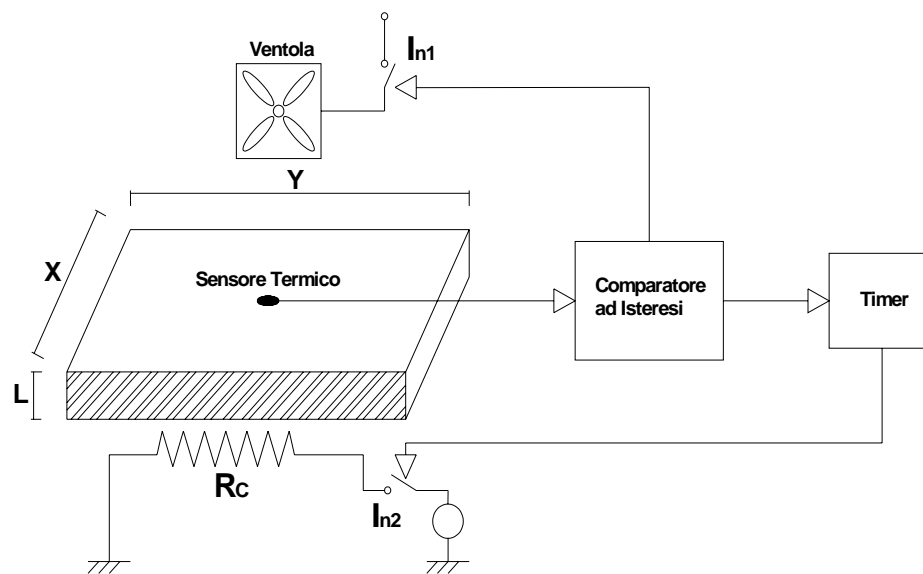 Ventola
In1
Y
X
Sensore Termico
Comparatore
ad Isteresi
Timer
L
RC
In2